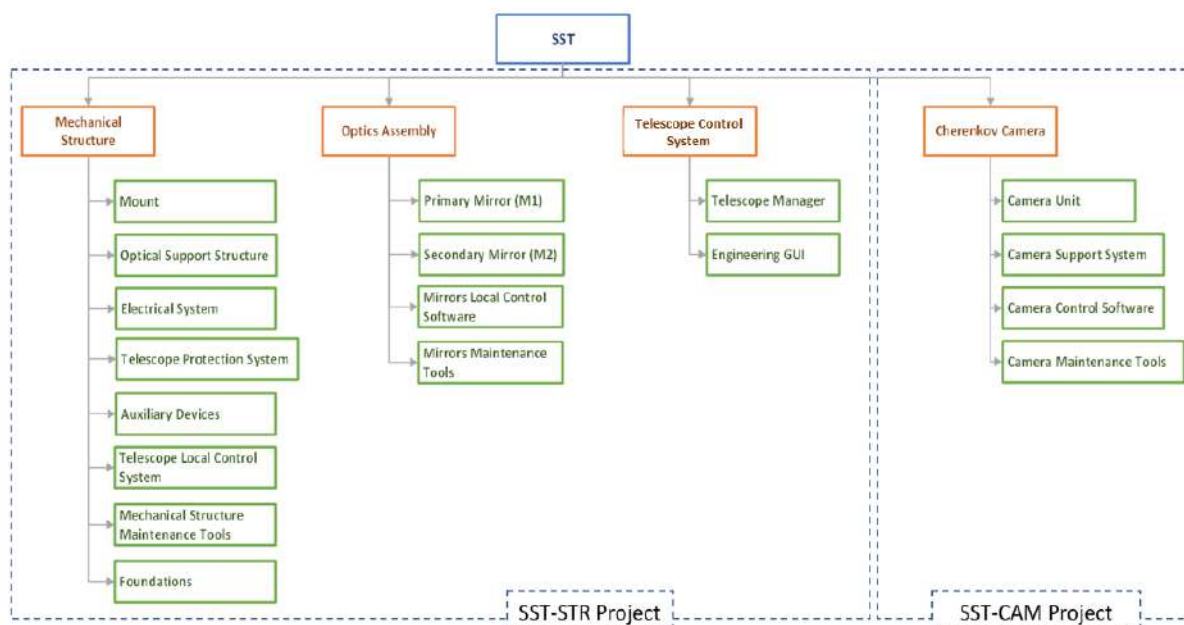 SST
Mechanical
Structure
Mount
Optical Support Structure
Electrical System
Telescope Protection System
Auxiliary Devices
Telescope Local Control
System
Mechanical Structure
Maintenance Tools
Foundations
Optics Assembly
Primary Mirror (M1)
Secondary Mirror (M2)
Mirrors Local Control
Software
Mirrors Maintenance
Tools
Telescope Control
System
Telescope Manager
Engineering GUI
SST-STR Project
Cherenkov Camera
Camera Unit
Camera Support System
Camera Control Software
Camera Maintenance Tools
SST-CAM Project